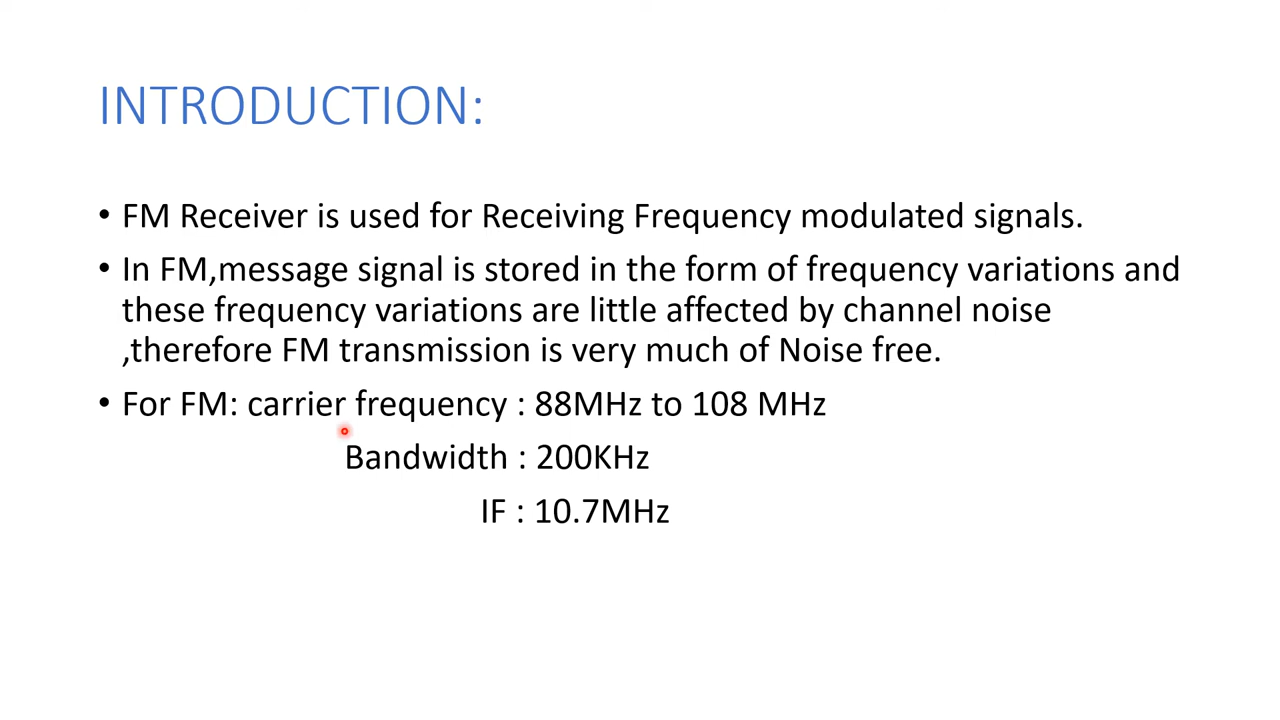 INTRODUCTION:
• FM Receiver is used for Receiving Frequency modulated signals.
• In FM,message signal is stored in the form of frequency variations and
these frequency variations are little affected by channel noise
,therefore FM transmission is very much of Noise free.
• For FM: carrier frequency : 88MHz to 108 MHz
Bandwidth : 200KHz
IF : 10.7MHz